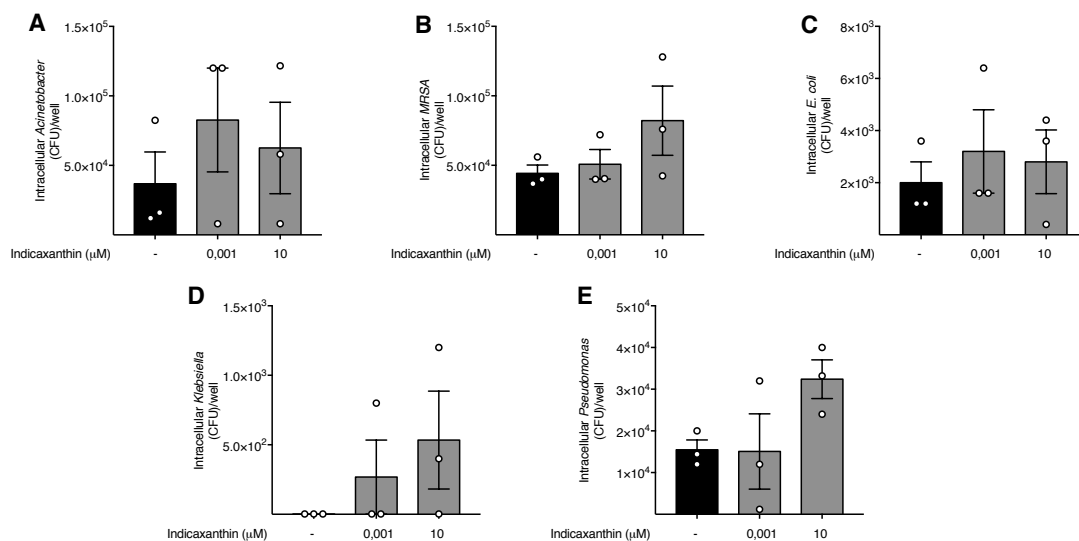 A
Intracellular Acinetobacter
(CFU)/well
1.5×10⁵
1.0×10⁵
5.0×10⁴
Indicaxanthin (μM)
- 0,001 10
B
Intracellular MRSA
(CFU)/well
1.5×10⁵
1.0×10⁵
5.0×10⁴
Indicaxanthin (μM)
- 0,001 10
C
Intracellular E. coli
(CFU)/well
8×10³
6×10³
4×10³
2×10³
Indicaxanthin (μM)
- 0,001 10
D
Intracellular Klebsiella
(CFU)/well
1.5×10³
1.0×10³
5.0×10²
Indicaxanthin (μM)
- 0,001 10
E
Intracellular Pseudomonas
(CFU)/well
5×10⁴
4×10⁴
3×10⁴
2×10⁴
1×10⁴
Indicaxanthin (μM)
- 0,001 10